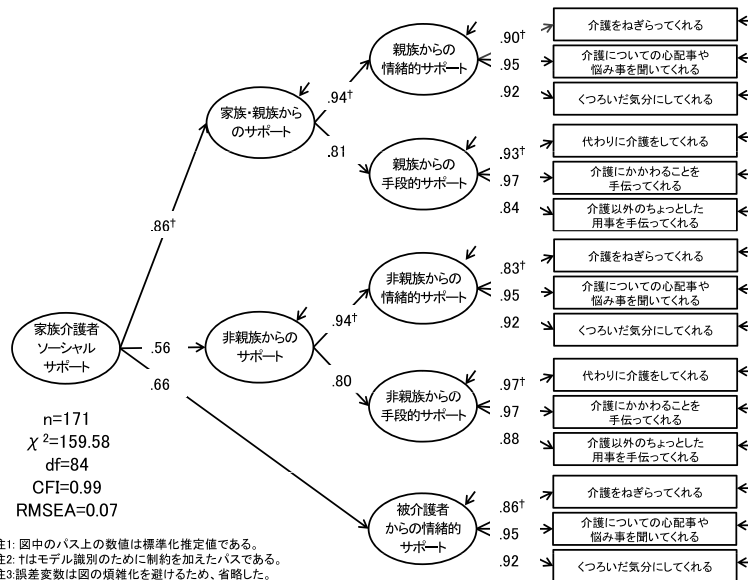 親族からの
情緒的サポート
.90†
.95
.92
介護をねぎらってくれる
介護についての心配事や
悩み事を聞いてくれる
くつろいだ気分にしてくれる
家族・親族から
のサポート
.94†
.81
親族からの
手段的サポート
.93†
.97
.84
代わりに介護をしてくれる
介護にかかわることを
手伝ってくれる
介護以外のちょっとした
用事を手伝ってくれる
.86†
非親族からの
情緒的サポート
.83†
.95
.92
介護をねぎらってくれる
介護についての心配事や
悩み事を聞いてくれる
くつろいだ気分にしてくれる
家族介護者
ソーシャル
サポート
.56
.66
非親族からの
サポート
.94†
.80
非親族からの
手段的サポート
.97†
.97
.88
代わりに介護をしてくれる
介護にかかわることを
手伝ってくれる
介護以外のちょっとした
用事を手伝ってくれる
被介護者
からの情緒的
サポート
.86†
.95
.92
介護をねぎらってくれる
介護についての心配事や
悩み事を聞いてくれる
くつろいだ気分にしてくれる
n=171
χ²=159.58
df=84
CFI=0.99
RMSEA=0.07
注1: 図中のパス上の数値は標準化推定値である。
注2: †はモデル識別のために制約を加えたパスである。
注3:誤差変数は図の煩雑化を避けるため、省略した。